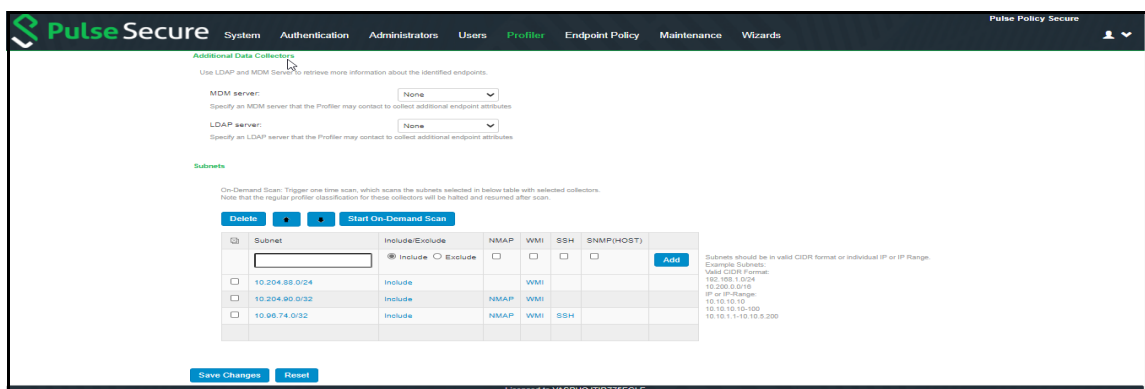 Pulse Policy Secure
Pulse Secure System Authentication Administrators Users Profiler Endpoint Policy Maintenance Wizards
Additional Data Collectors
Use LDAP and MDM Server to retrieve more information about the identified endpoints.
MDM server: None
Specify an MDM server that the Profiler may contact to collect additional endpoint attributes
LDAP server: None
Specify an LDAP server that the Profiler may contact to collect additional endpoint attributes
Subnets
On-Demand Scan: Trigger one time scan, which scans the subnets selected in below table with selected collectors.
Note that the regular profiler classification for these collectors will be halted and resumed after scan.
Delete Start On-Demand Scan
Subnet Include/Exclude NMAP WMI SSH SNMP(HOST)
Include Exclude Add
Subnets should be in valid CIDR format or individual IP or IP Range.
Example Subnets:
Valid CIDR Format:
192.168.1.0/24
10.200.0.0/16
IP or IP-Range:
10.10.10.10
10.10.10.10-100
10.10.1.1-10.10.5.200
10.204.88.0/24 Include WMI
10.204.90.0/32 Include NMAP WMI
10.96.74.0/32 Include NMAP WMI SSH
Save Changes Reset